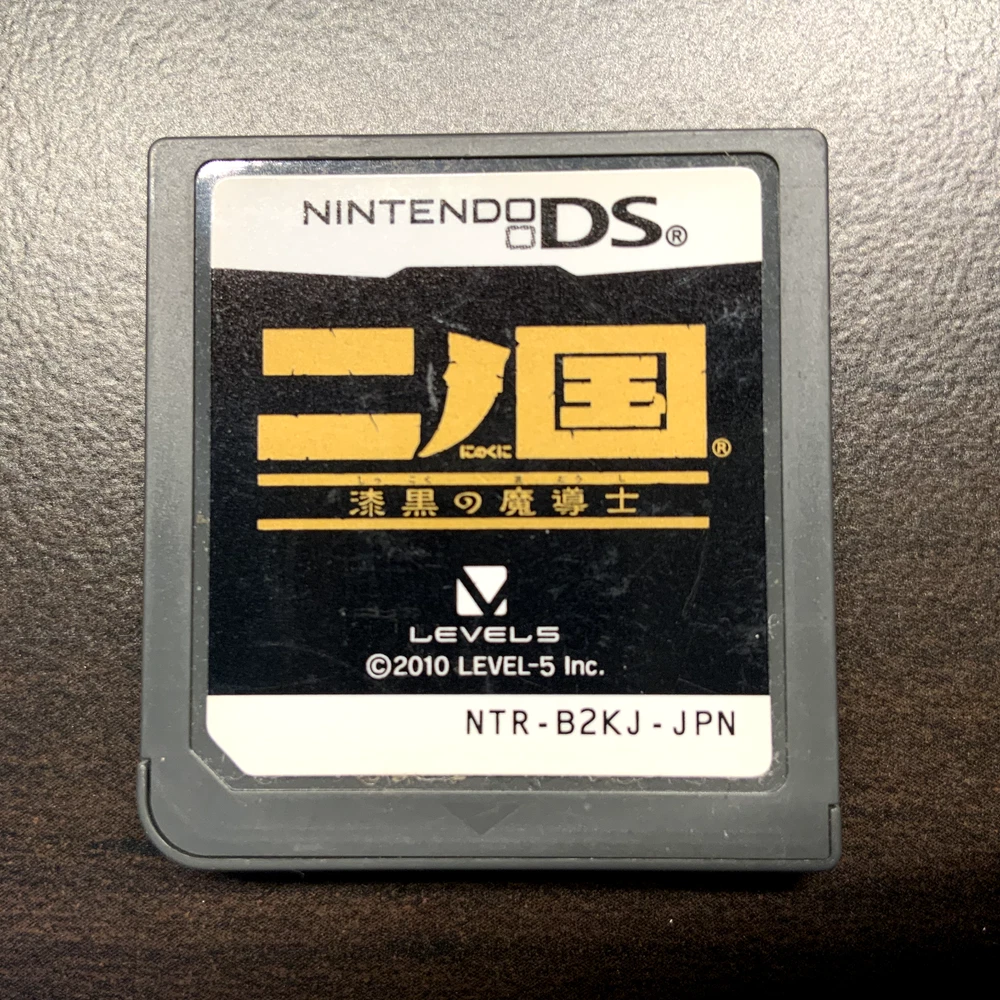 NINTENDO DS®
二ノ国®
にのくに
しっこく まどうし
漆黒の魔導士
LEVEL5
©2010 LEVEL-5 Inc.
NTR-B2KJ-JPN